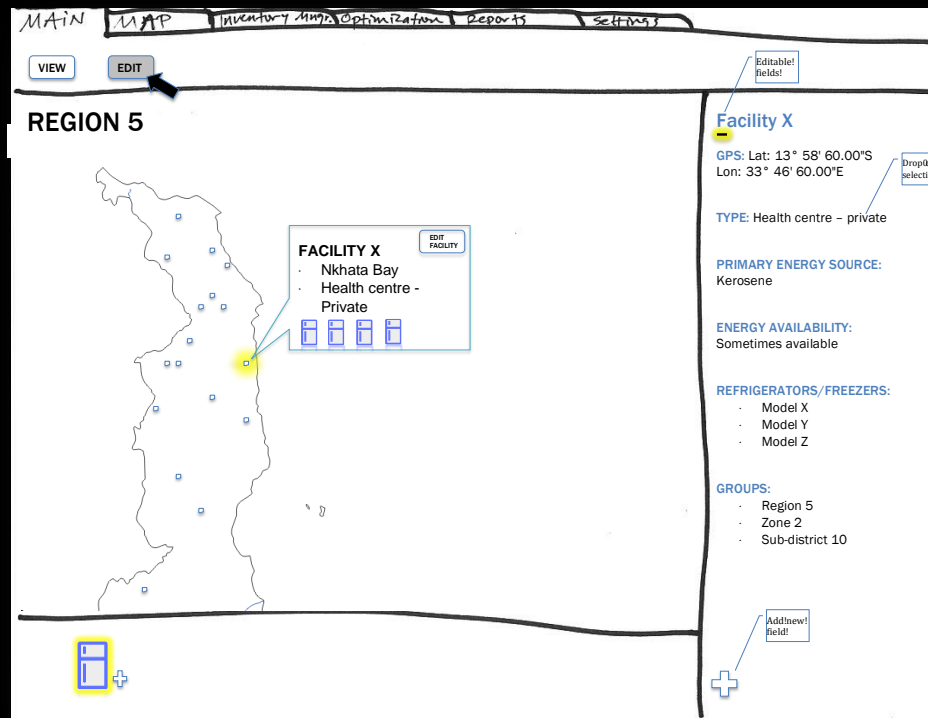 MAIN MAP Inventory Mngr. Optimization Reports settings
VIEW EDIT
Editable!
fields!
REGION 5
Facility X
GPS: Lat: 13° 58' 60.00"S
Lon: 33° 46' 60.00"E
TYPE: Health centre – private
PRIMARY ENERGY SOURCE:
Kerosene
ENERGY AVAILABILITY:
Sometimes available
REFRIGERATORS/FREEZERS:
· Model X
· Model Y
· Model Z
GROUPS:
· Region 5
· Zone 2
· Sub-district 10
EDIT
FACILITY
FACILITY X
· Nkhata Bay
· Health centre -
Private
Add!new!
field!